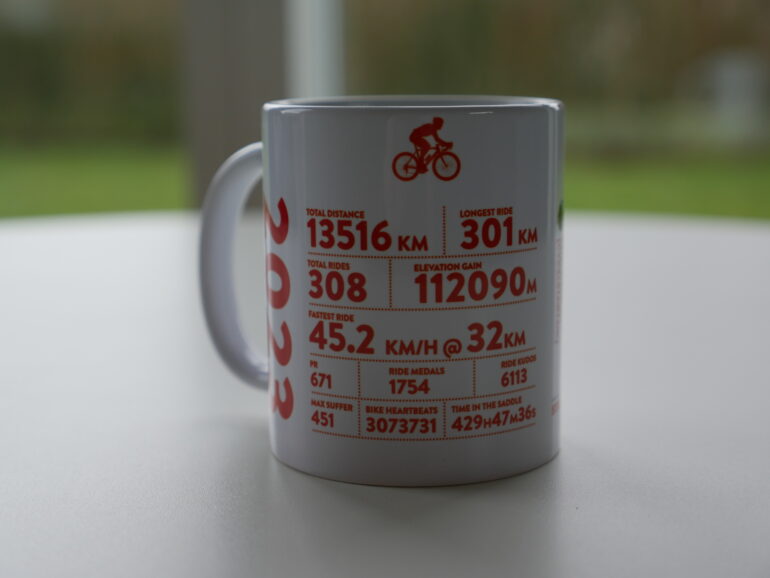 2023
TOTAL DISTANCE LONGEST RIDE
13516 KM 301 KM
TOTAL RIDES ELEVATION GAIN
308 112090M
FASTEST RIDE
45.2 KM/H @ 32KM
PR RIDE MEDALS RIDE KUDOS
671 1754 6113
MAX SUFFER BIKE HEARTBEATS TIME IN THE SADDLE
451 3073731 429H47M36S